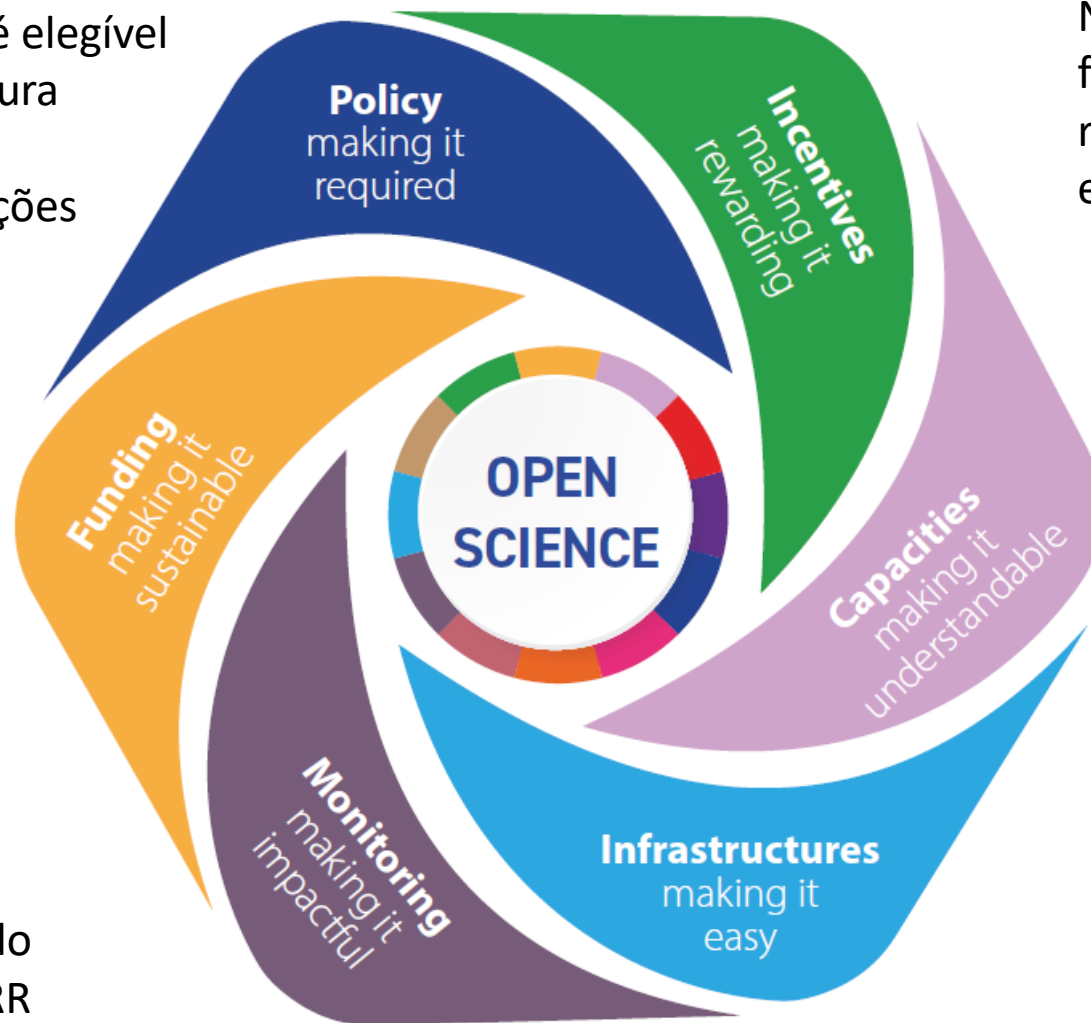 é elegível
ura
ções
Policy
making it
required
Incentives
making it
rewarding
Capacities
making it
understandable
Infrastructures
making it
easy
Monitoring
making it
impactful
Funding
making it
sustainable
OPEN
SCIENCE
RR